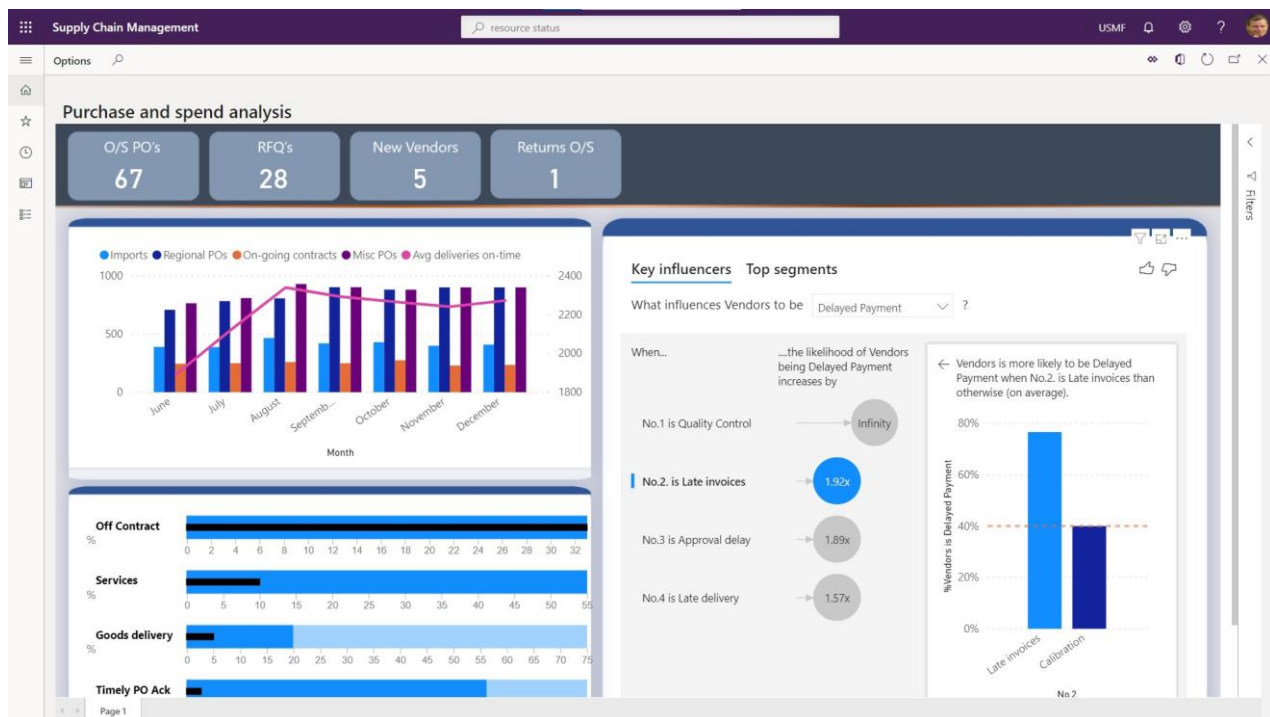 Supply Chain Management
resource status
USMF
?
Options
Purchase and spend analysis
O/S PO's
67
RFQ's
28
New Vendors
5
Returns O/S
1
Filters
Imports Regional POs On-going contracts Misc POs Avg deliveries on-time
1000
500
0
2400
2200
2000
1800
June July August Septemb... October November December
Month
Off Contract
%
0 2 4 6 8 10 12 14 16 18 20 22 24 26 28 30 32
Services
%
0 5 10 15 20 25 30 35 40 45 50 55
Goods delivery
%
0 5 10 15 20 25 30 35 40 45 50 55 60 65 70 75
Timely PO Ack
Key influencers Top segments
What influences Vendors to be Delayed Payment ?
When...
....the likelihood of Vendors
being Delayed Payment
increases by
No.1 is Quality Control Infinity
No.2. is Late invoices 1.92x
No.3 is Approval delay 1.89x
No.4 is Late delivery 1.57x
Vendors is more likely to be Delayed
Payment when No.2. is Late invoices than
otherwise (on average).
%Vendors is Delayed Payment
80%
60%
40%
20%
0%
Late invoices Calibration
No.2
Page 1